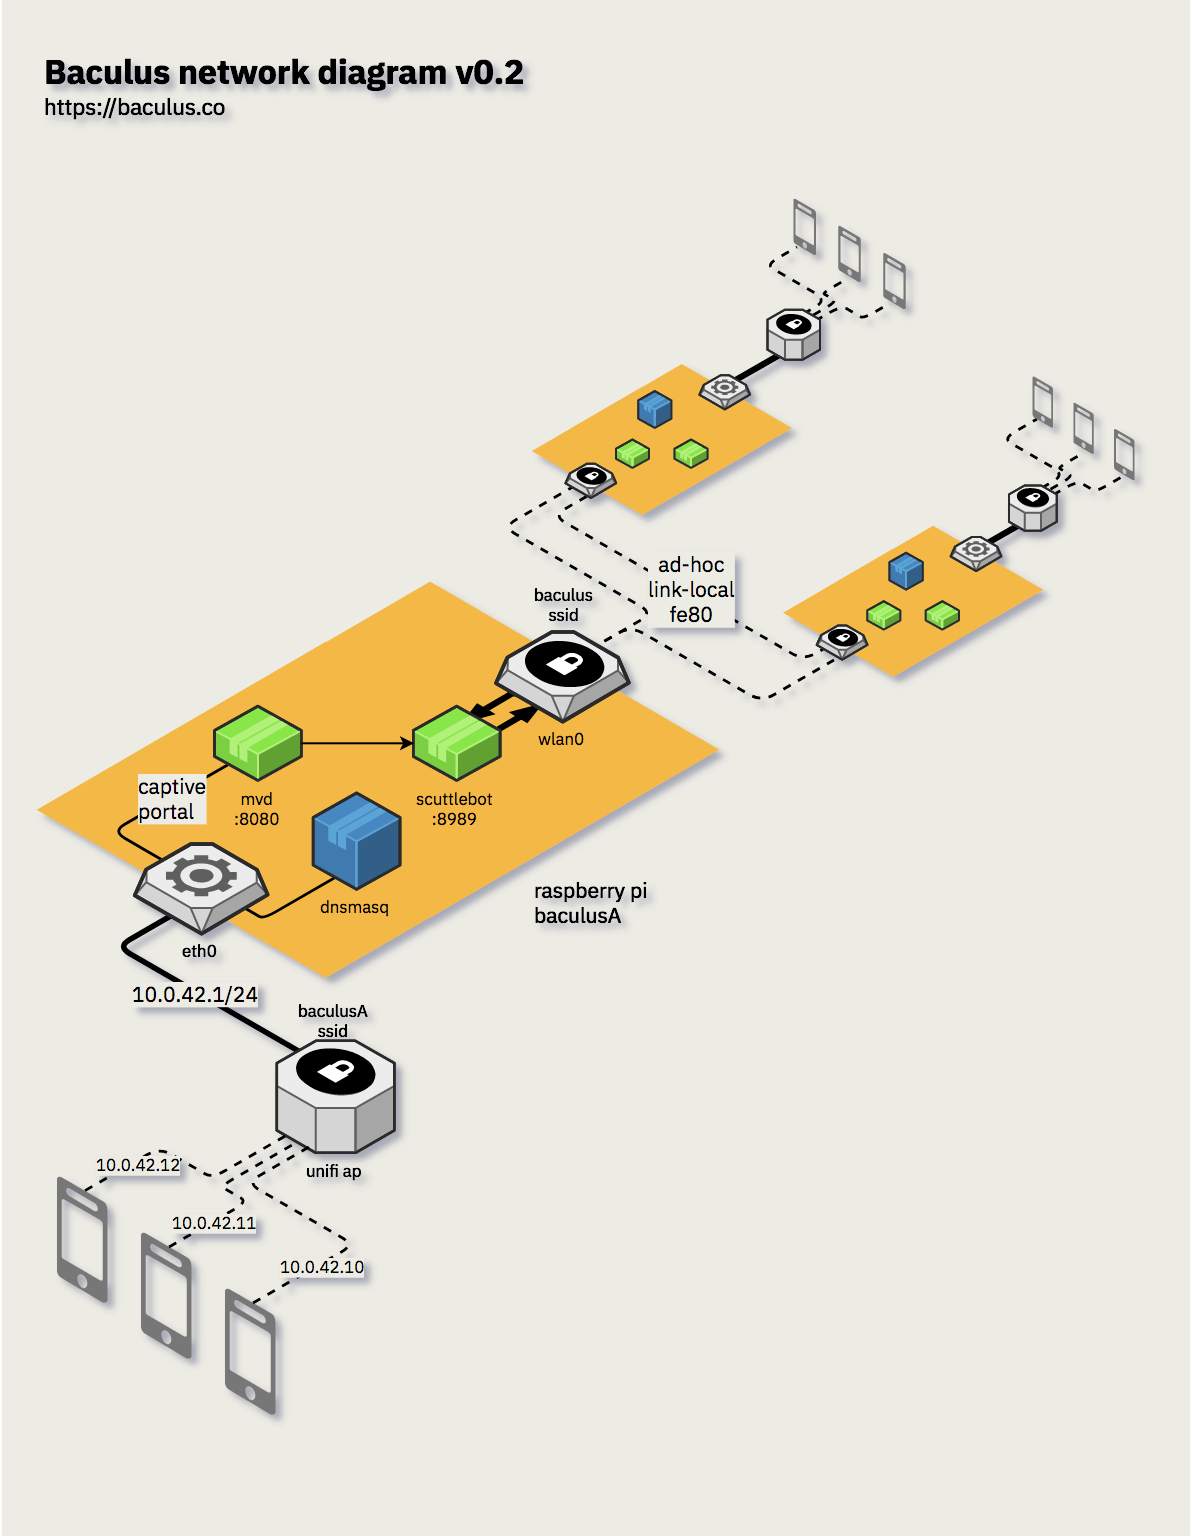 Baculus network diagram v0.2
https://baculus.co
ad-hoc
link-local
fe80
baculus
ssid
wlan0
captive
portal
mvd
:8080
scuttlebot
:8989
dnsmasq
raspberry pi
baculusA
eth0
10.0.42.1/24
baculusA
ssid
unifi ap
10.0.42.12
10.0.42.11
10.0.42.10